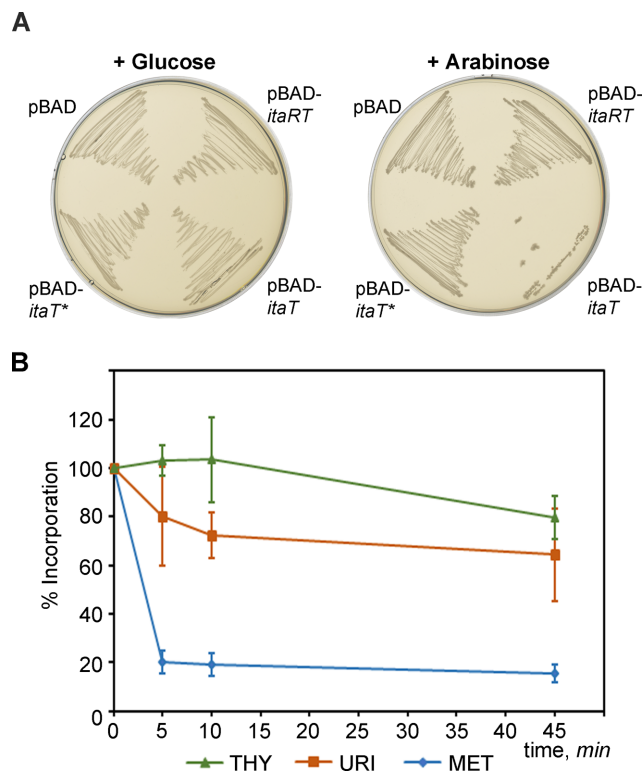 A
+ Glucose
+ Arabinose
pBAD
pBAD-
itaRT
pBAD
pBAD-
itaRT
pBAD-
itaT*
pBAD-
itaT
pBAD-
itaT*
pBAD-
itaT
B
% Incorporation
120
100
80
60
40
20
0
0 5 10 15 20 25 30 35 40 45
time, min
THY URI MET